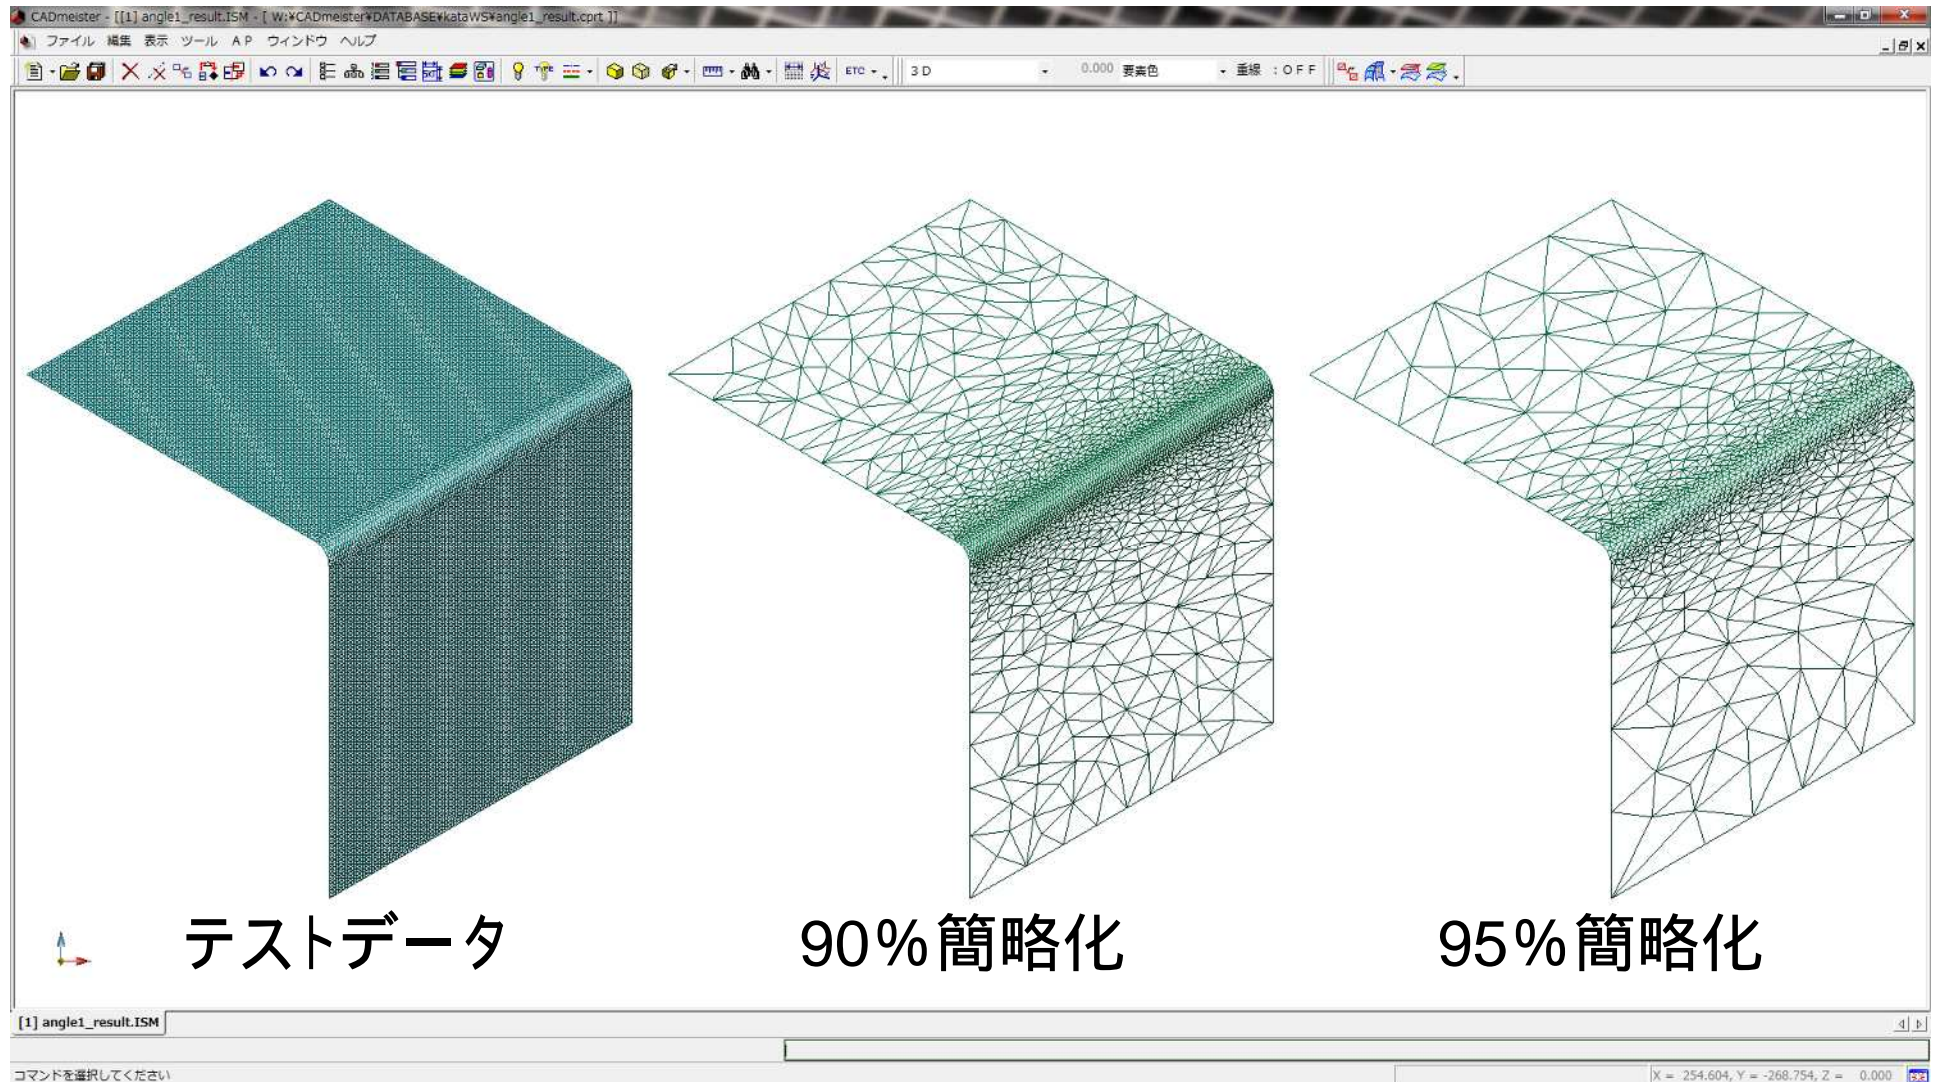 CADmeister - [[1] angle1_result.ISM - [ W:¥CADmeister¥DATABASE¥kataWS¥angle1_result.cprt ]]
ファイル 編集 表示 ツール AP ウィンドウ ヘルプ
TYPE ETC 3D 0.000 要素色 重線 :OFF
テストデータ 90%簡略化 95%簡略化
[1] angle1_result.ISM
コマンドを選択してください X = 254.604, Y = -268.754, Z = 0.000